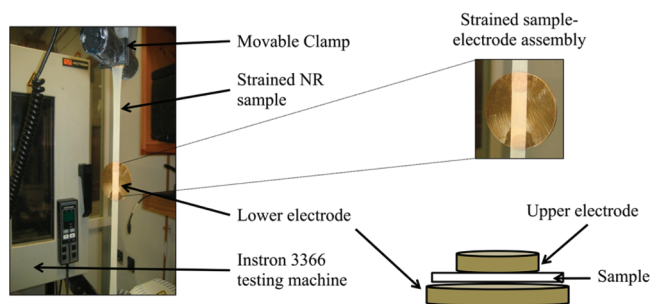 Movable Clamp
Strained NR
sample
Lower electrode
Instron 3366
testing machine
Strained sample-
electrode assembly
Upper electrode
Sample